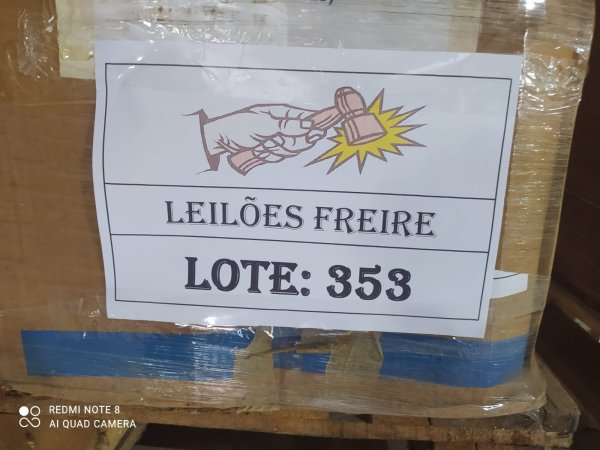 LEILÕES FREIRE
LOTE: 353
REDMI NOTE 8
AI QUAD CAMERA